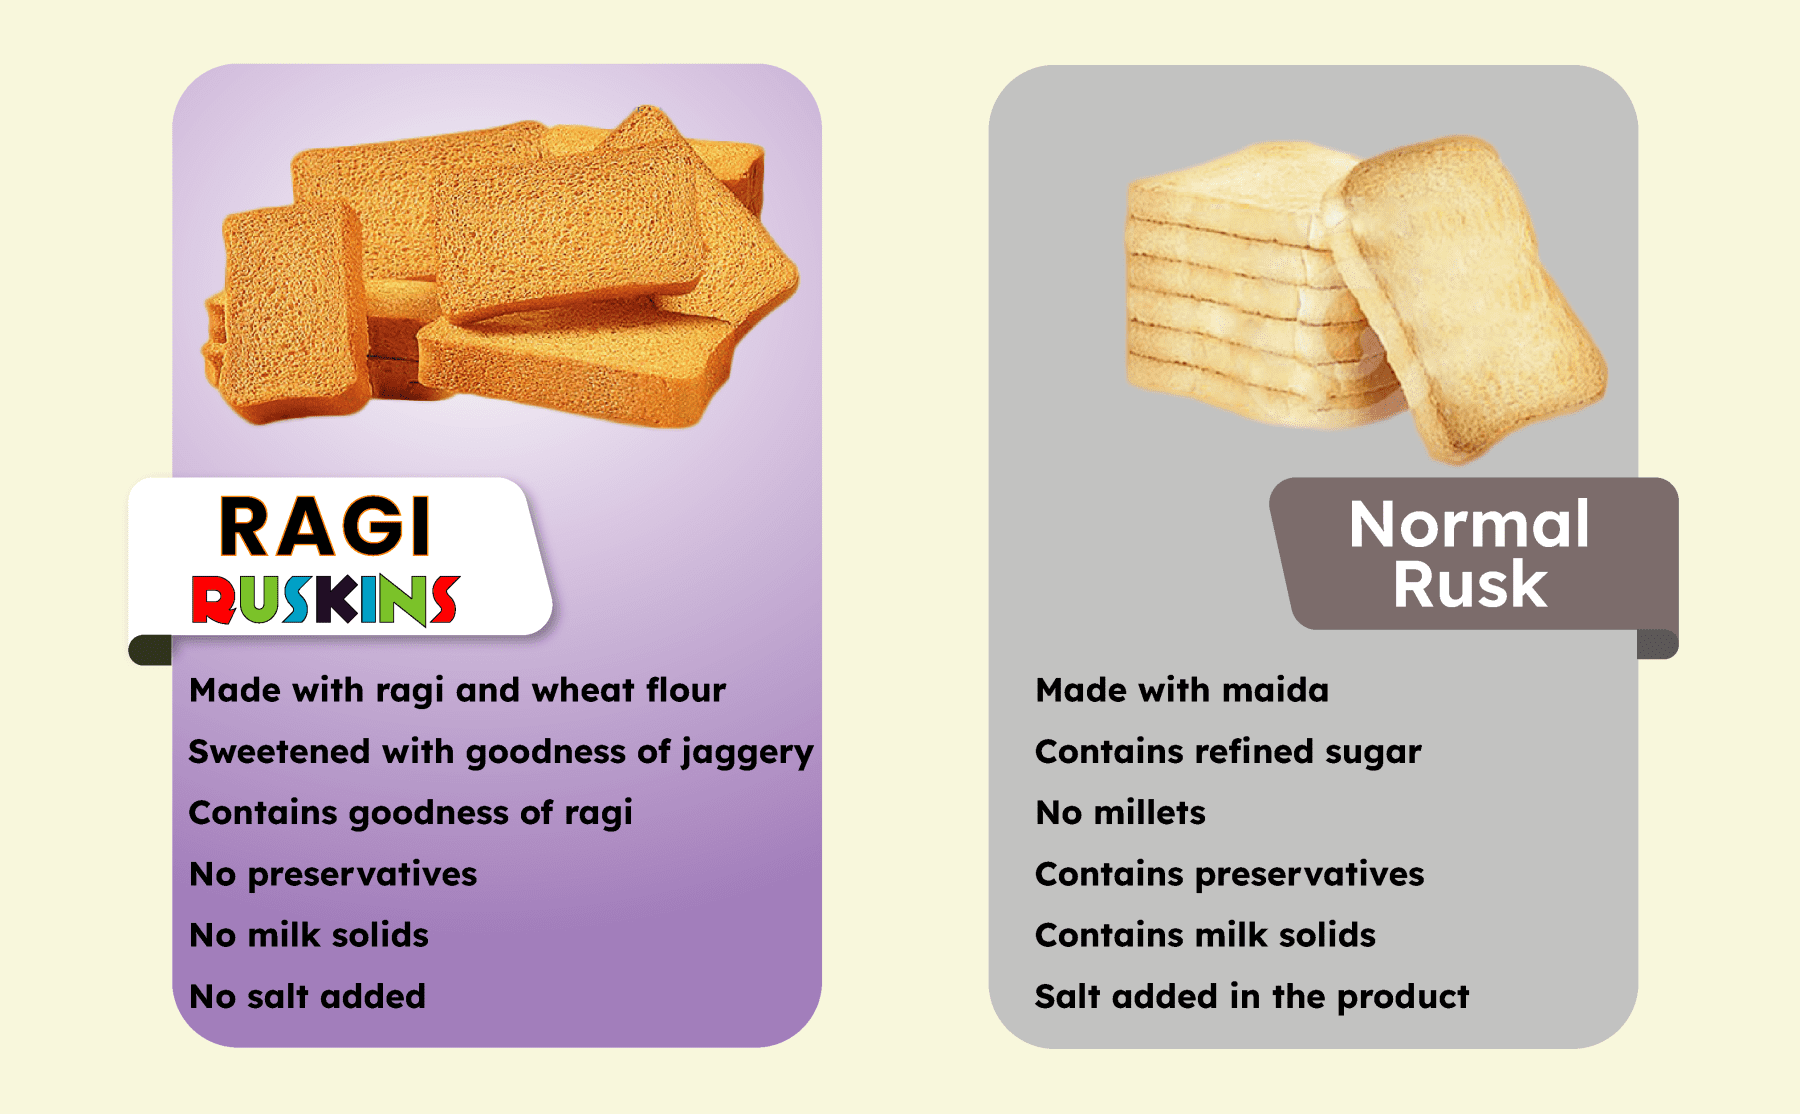 RAGI
RUSKINS
Made with ragi and wheat flour
Sweetened with goodness of jaggery
Contains goodness of ragi
No preservatives
No milk solids
No salt added
Normal
Rusk
Made with maida
Contains refined sugar
No millets
Contains preservatives
Contains milk solids
Salt added in the product